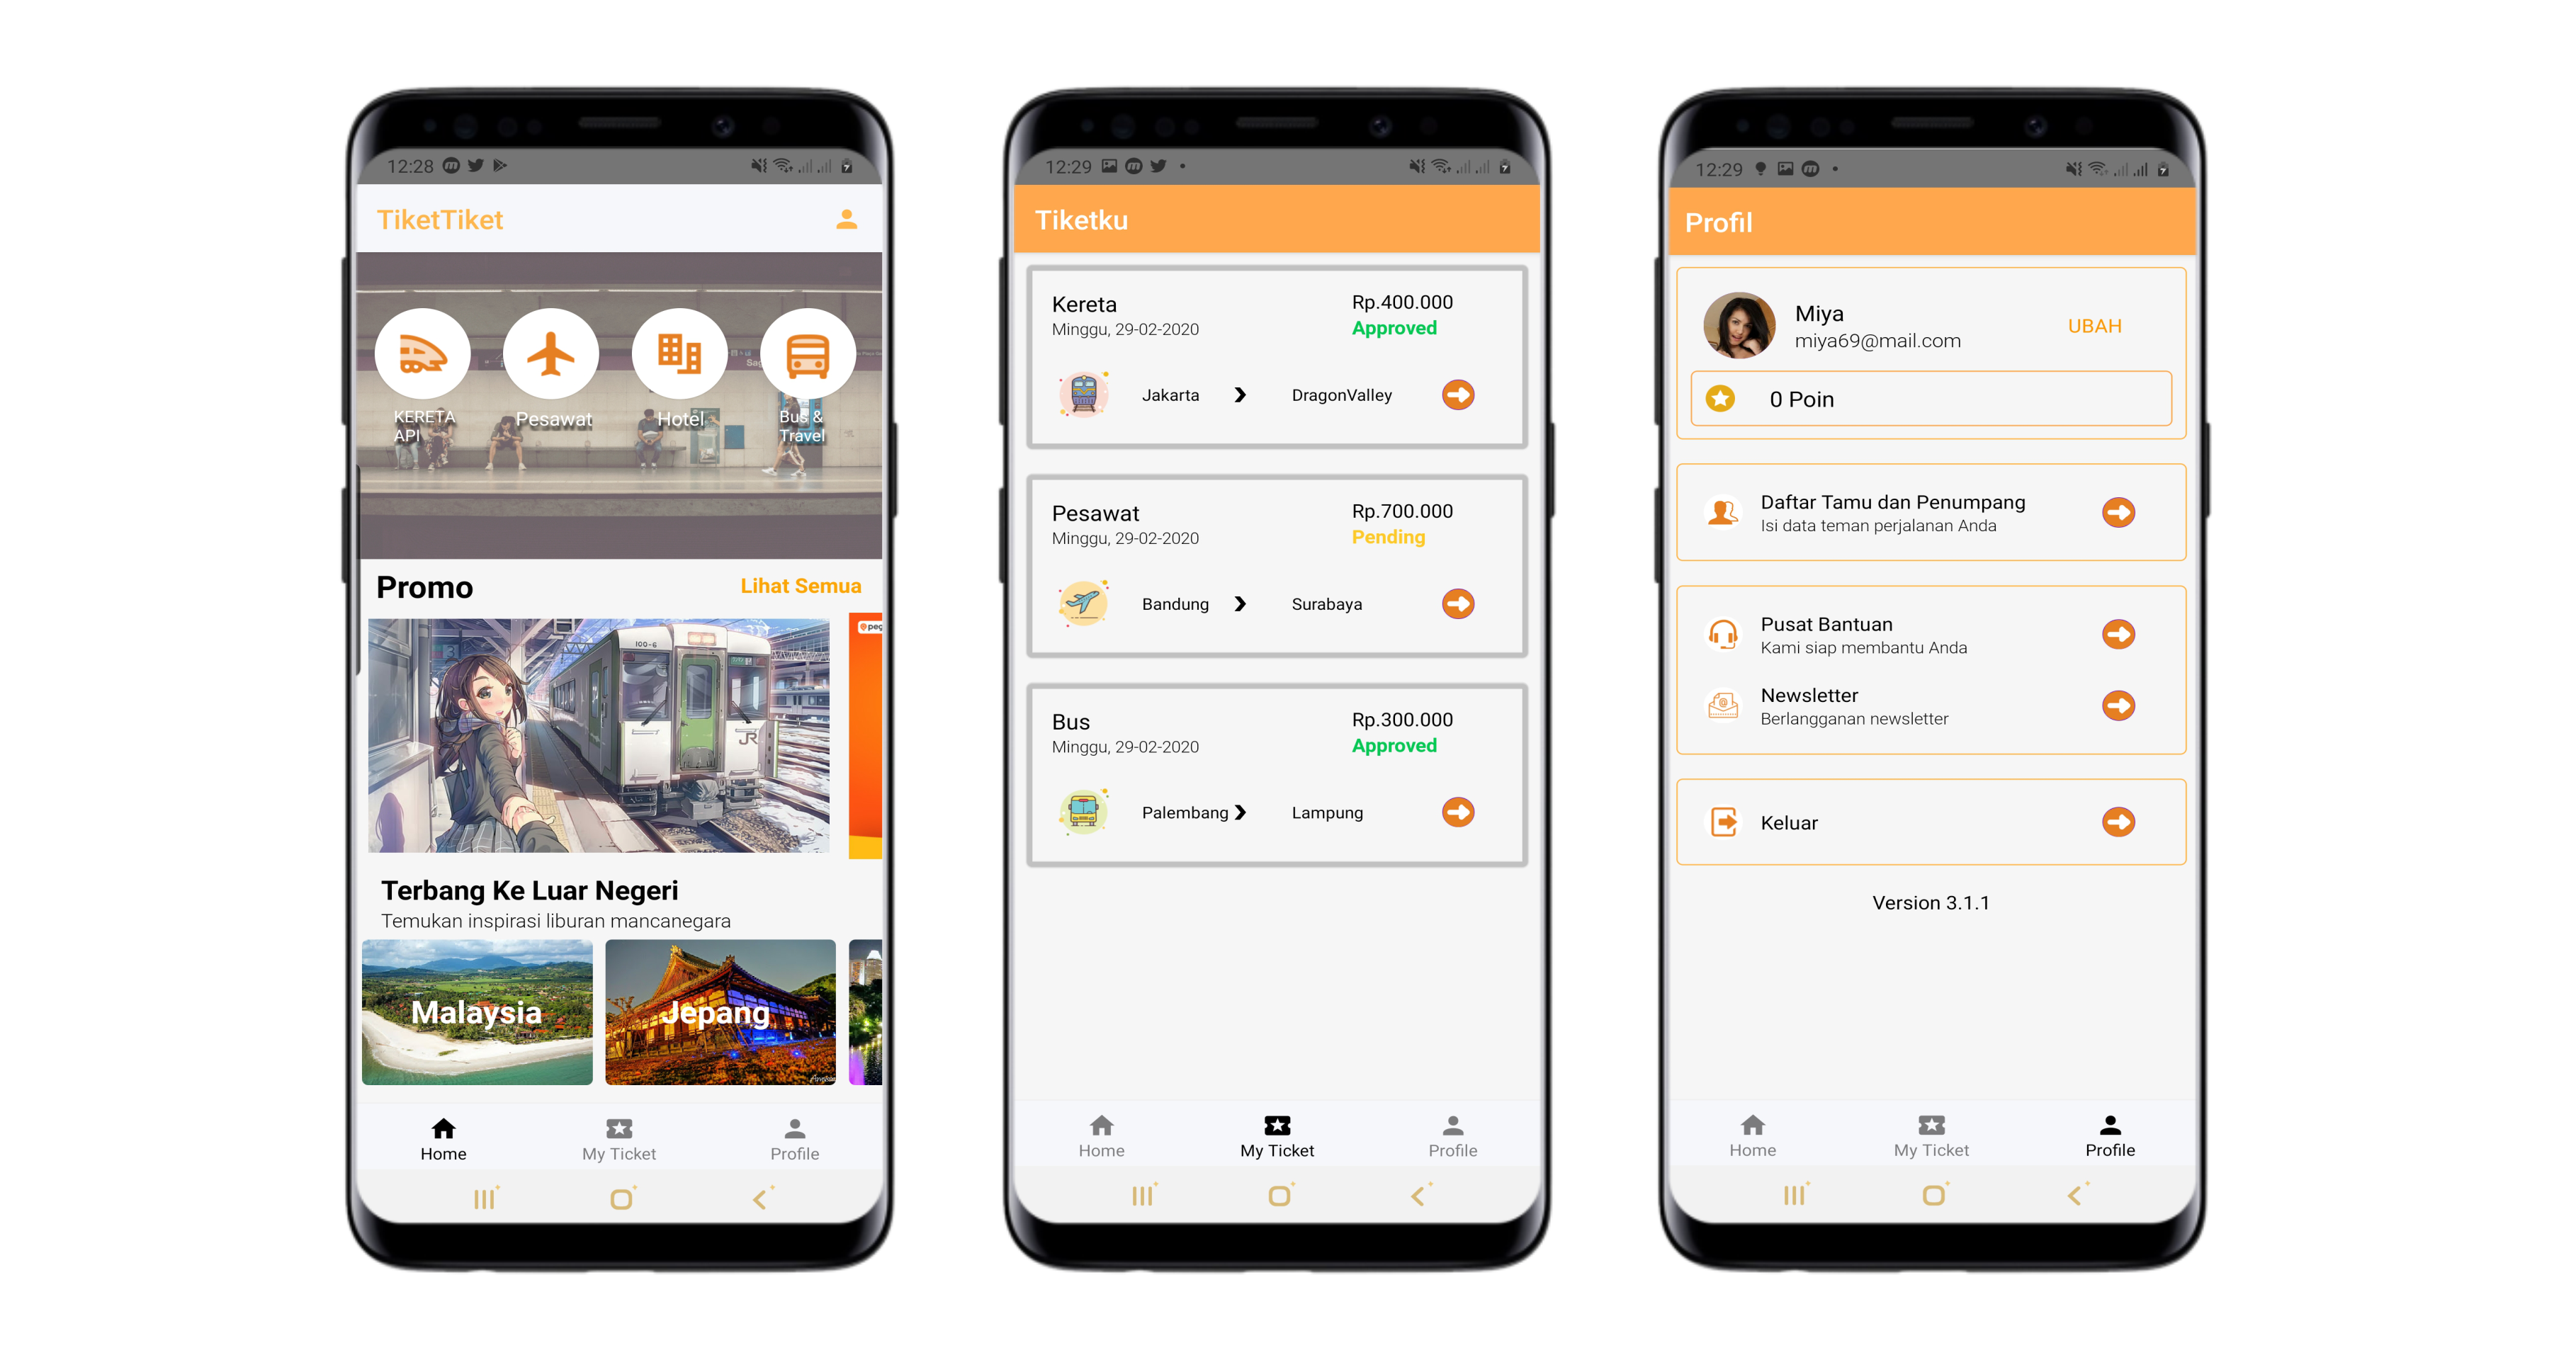 12:28
TiketTiket
KERETA
API
Pesawat
Hotel
Bus &
Travel
Promo
Lihat Semua
100-6
JR
Terbang Ke Luar Negeri
Temukan inspirasi liburan mancanegara
Malaysia
Jepang
Home
My Ticket
Profile
12:29
Tiketku
Kereta
Rp.400.000
Minggu, 29-02-2020
Approved
Jakarta
DragonValley
Pesawat
Rp.700.000
Minggu, 29-02-2020
Pending
Bandung
Surabaya
Bus
Rp.300.000
Minggu, 29-02-2020
Approved
Palembang
Lampung
Home
My Ticket
Profile
12:29
Profil
Miya
miya69@mail.com
UBAH
0 Poin
Daftar Tamu dan Penumpang
Isi data teman perjalanan Anda
Pusat Bantuan
Kami siap membantu Anda
Newsletter
Berlangganan newsletter
Keluar
Version 3.1.1
Home
My Ticket
Profile